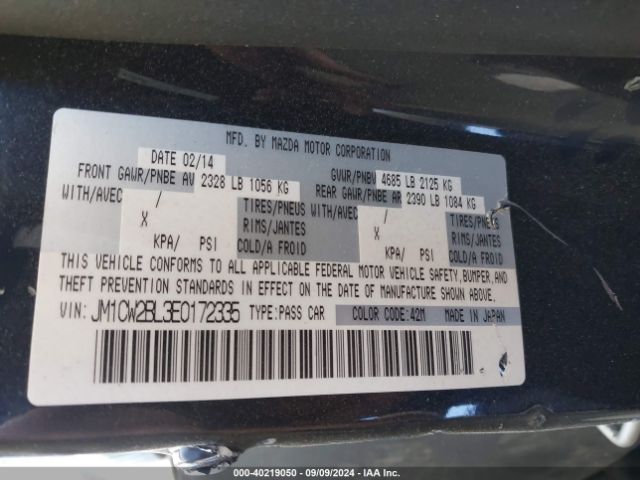 MFD. BY MAZDA MOTOR CORPORATION
DATE 02/14 GVWR/PNBV 4685 LB 2125 KG
FRONT GAWR/PNBE AV 2328 LB 1056 KG REAR GAWR/PNBE AR 2390 LB 1084 KG
WITH/AVEC / TIRES/PNEUS WITH/AVEC / TIRES/PNEUS
X RIMS/JANTES X RIMS/JANTES
KPA/ PSI COLD/A FROID KPA/ PSI COLD/A FROID
THIS VEHICLE CONFORMS TO ALL APPLICABLE FEDERAL MOTOR VEHICLE SAFETY,BUMPER,AND
THEFT PREVENTION STANDARDS IN EFFECT ON THE DATE OF MANUFACTURE SHOWN ABOVE.
VIN: JM1CW2BL3E0172335 TYPE:PASS CAR COLOR CODE:42M MADE IN JAPAN
000-40219050 - 09/09/2024 - IAA Inc.